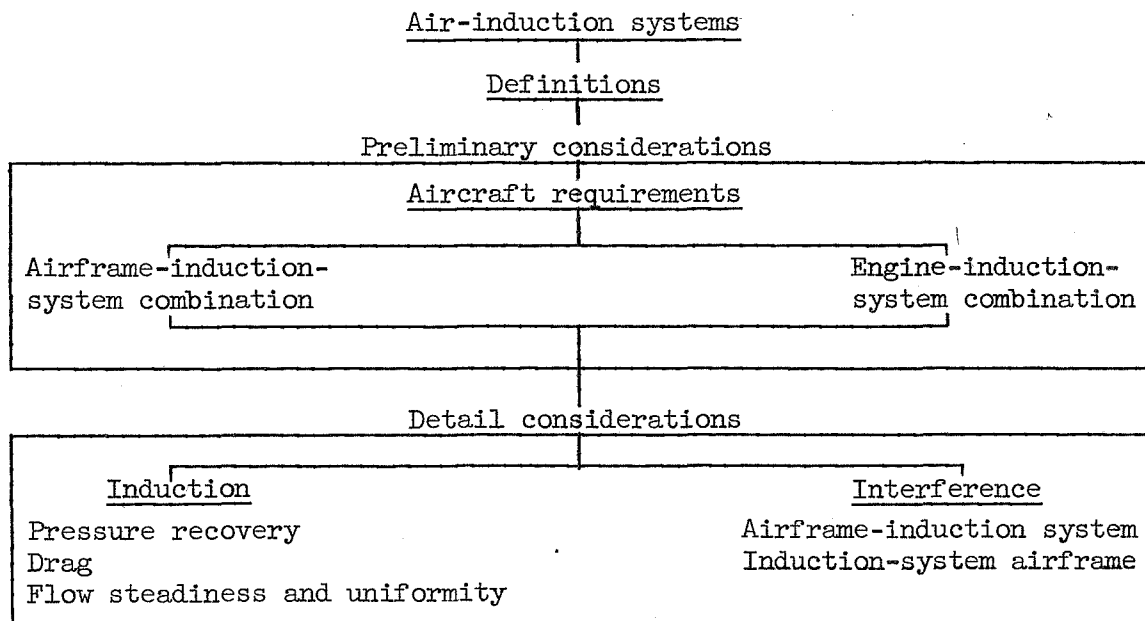 Air-induction systems
Definitions
Preliminary considerations
Aircraft requirements
Airframe-induction-
system combination
Engine-induction-
system combination
Detail considerations
Induction
Pressure recovery
Drag
Flow steadiness and uniformity
Interference
Airframe-induction system
Induction-system airframe